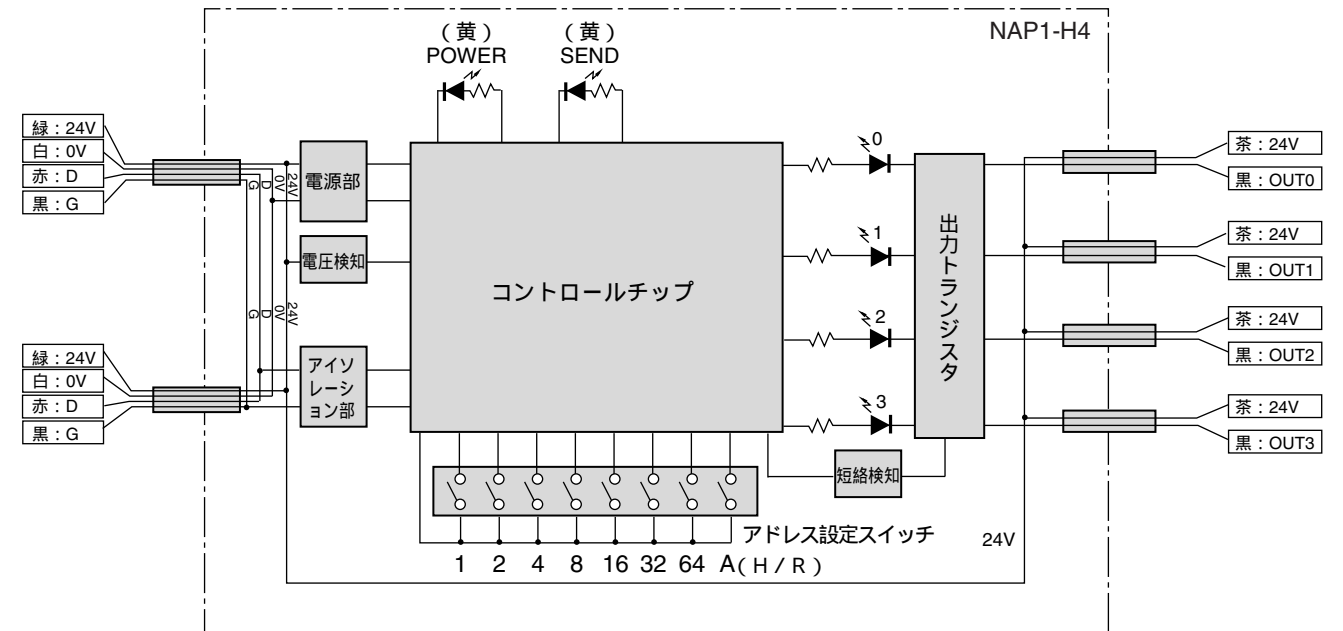 NAP1-H4
(黄)
POWER
(黄)
SEND
緑:24V
白:0V
赤:D
黒:G
緑:24V
白:0V
赤:D
黒:G
24V
0V
D
G
24V
0V
D
G
電源部
電圧検知
アイソ
レーシ
ョン部
コントロールチップ
0
1
2
3
出力トランジスタ
短絡検知
茶:24V
黒:OUT0
茶:24V
黒:OUT1
茶:24V
黒:OUT2
茶:24V
黒:OUT3
アドレス設定スイッチ
24V
1 2 4 8 16 32 64 A(H/R)